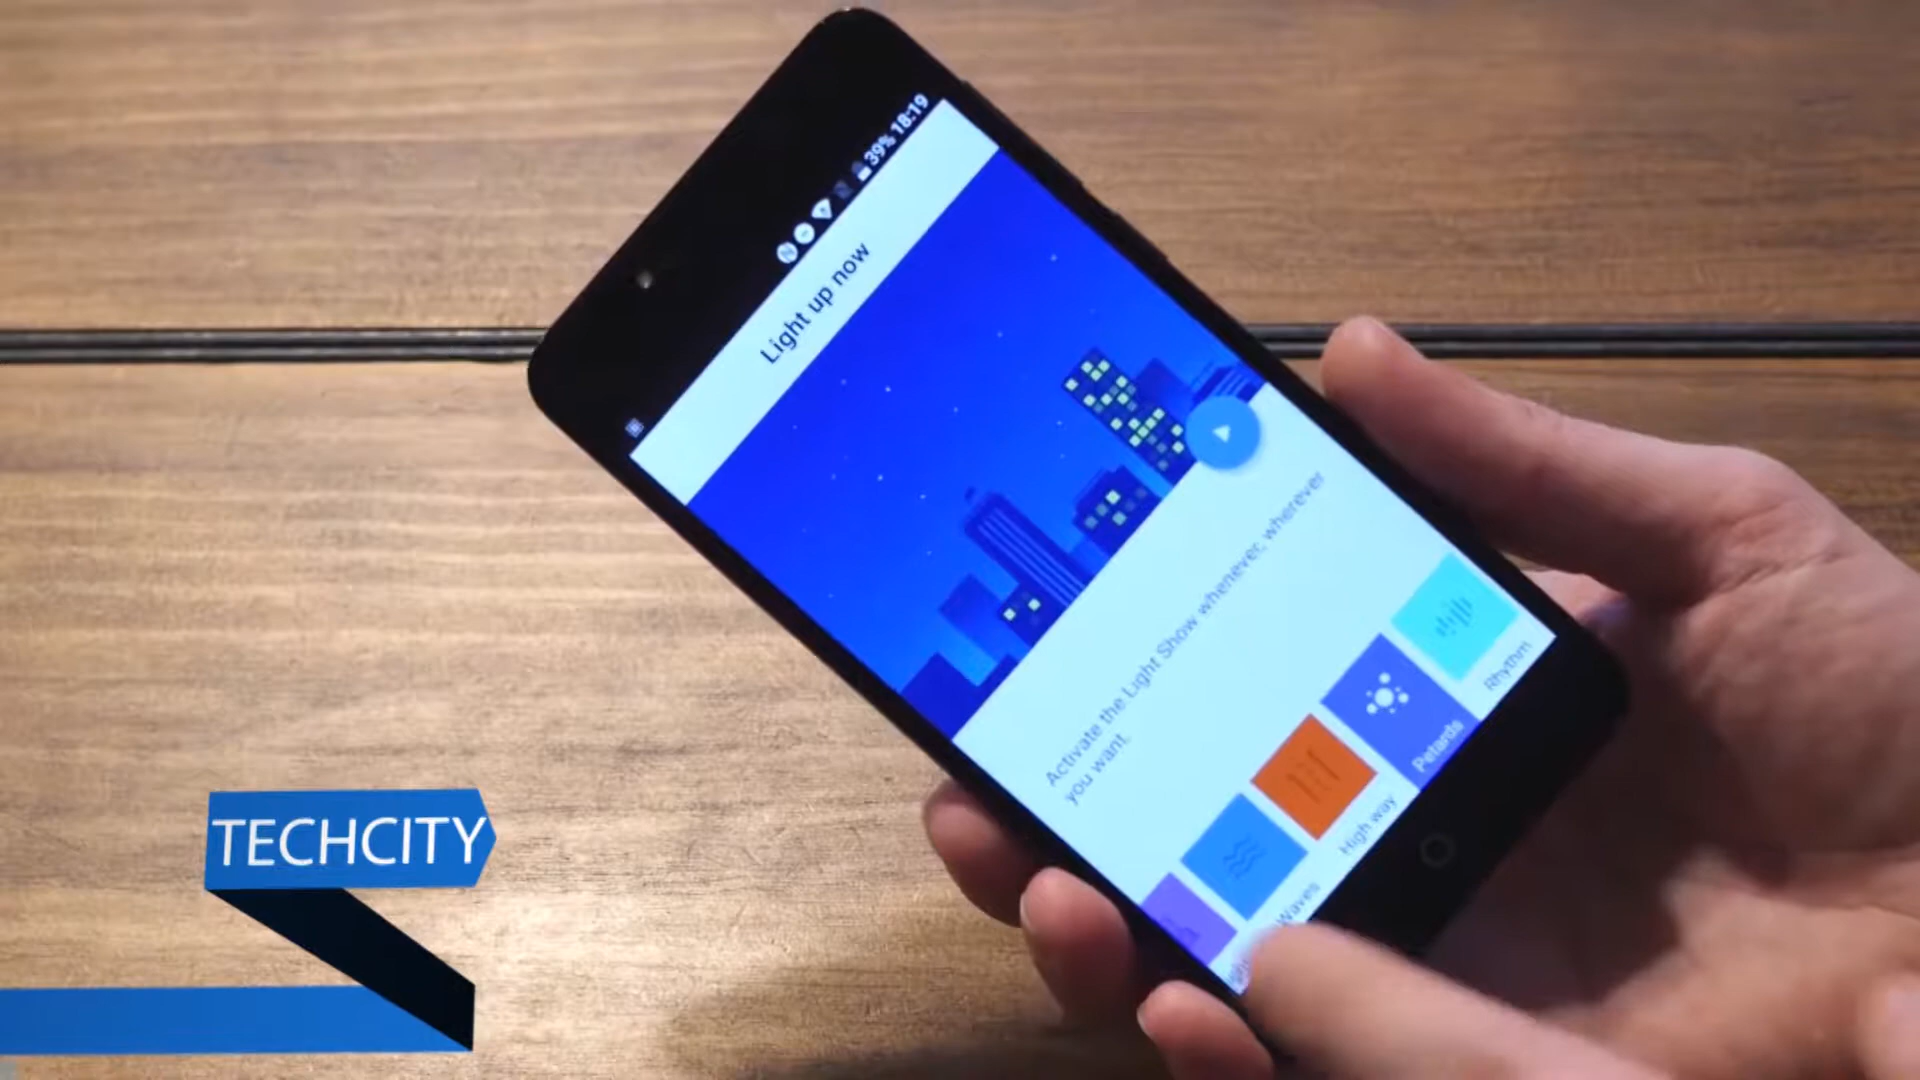 39% 18:19
Light up now
Activate the Light Show whenever, wherever
you want.
Waves
High way
Petards
Rhythm
TECHCITY